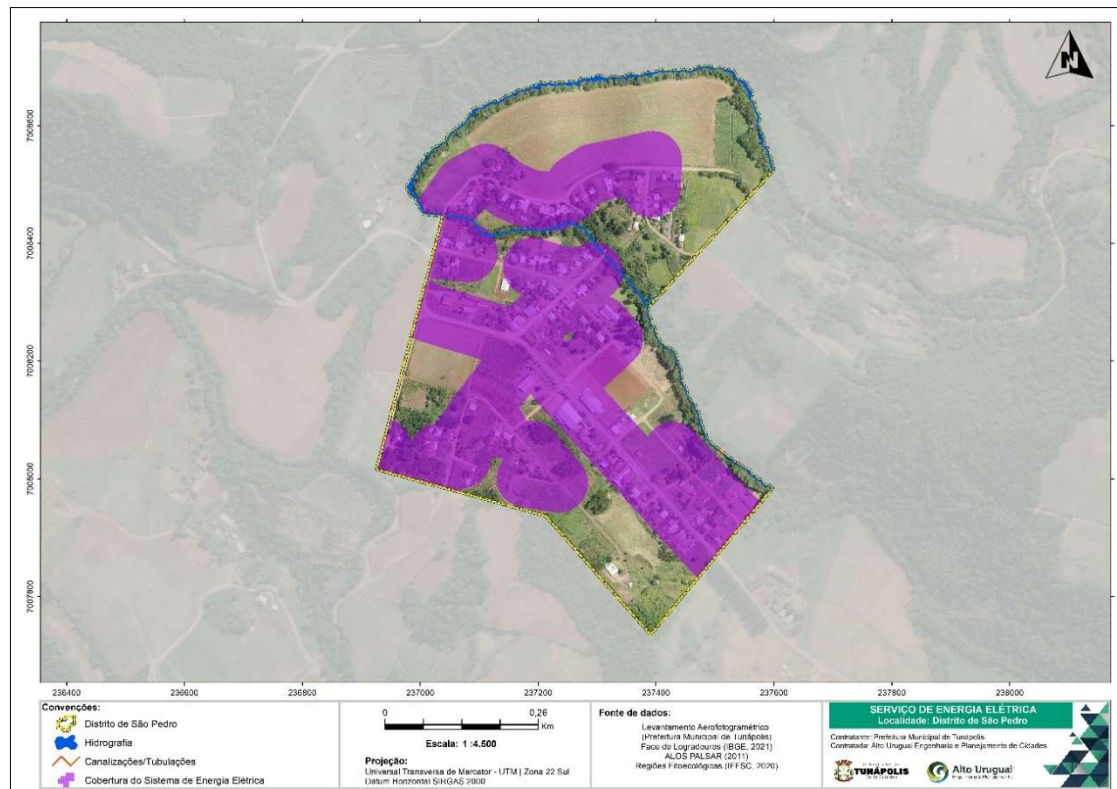 N
7008600
7008400
7008200
7008000
7007800
236400 236600 236800 237000 237200 237400 237600 237800 238000
Convenções:
Distrito de São Pedro
Hidrografia
Canalizações/Tubulações
Cobertura do Sistema de Energia Elétrica
0 0,26
Km
Escala: 1 :4.500
Projeção:
Universal Transversa de Mercator - UTM | Zona 22 Sul
Datum Horizontal SIRGAS 2000
Fonte de dados:
Levantamento Aerofotogramétrico
(Prefeitura Municipal de Tunápolis)
Face de Logradouros (IBGE, 2021)
ALOS PALSAR (2011)
Regiões Fitoecológicas (IFFSC, 2020)
SERVIÇO DE ENERGIA ELÉTRICA
Localidade: Distrito de São Pedro
Contratante: Prefeitura Municipal de Tunápolis
Contratada: Alto Uruguai Engenharia e Planejamento de Cidades
TUNÁPOLIS
Alto Uruguai
Engenharia e Planejamento